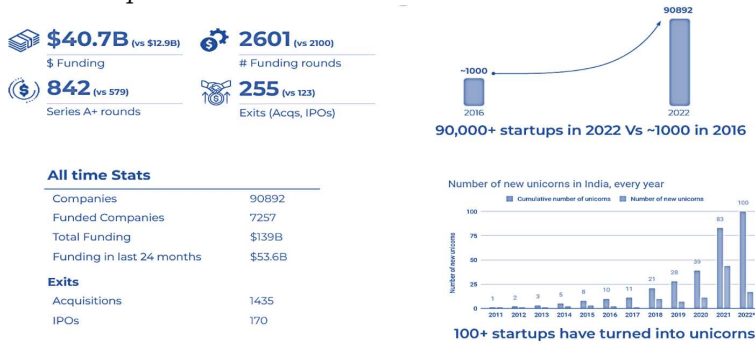 $40.7B (vs $12.9B)
$ Funding
2601 (vs 2100)
# Funding rounds
842 (vs 579)
Series A+ rounds
255 (vs 123)
Exits (Acqs, IPOs)
All time Stats
Companies 90892
Funded Companies 7257
Total Funding $139B
Funding in last 24 months $53.6B
Exits
Acquisitions 1435
IPOs 170
90892
~1000
2016 2022
90,000+ startups in 2022 Vs ~1000 in 2016
Number of new unicorns in India, every year
Cumulative number of unicorns Number of new unicorns
Number of new unicorns
100
75
50
25
0
1 2 3 5 8 10 11 21 28 39 83 100
2011 2012 2013 2014 2015 2016 2017 2018 2019 2020 2021 2022*
100+ startups have turned into unicorns